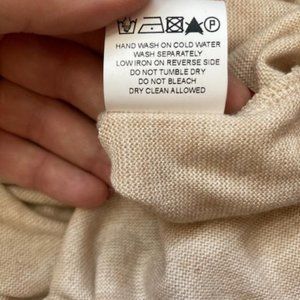 HAND WASH ON COLD WATER
WASH SEPARATELY
LOW IRON ON REVERSE SIDE
DO NOT TUMBLE DRY
DO NOT BLEACH
DRY CLEAN ALLOWED